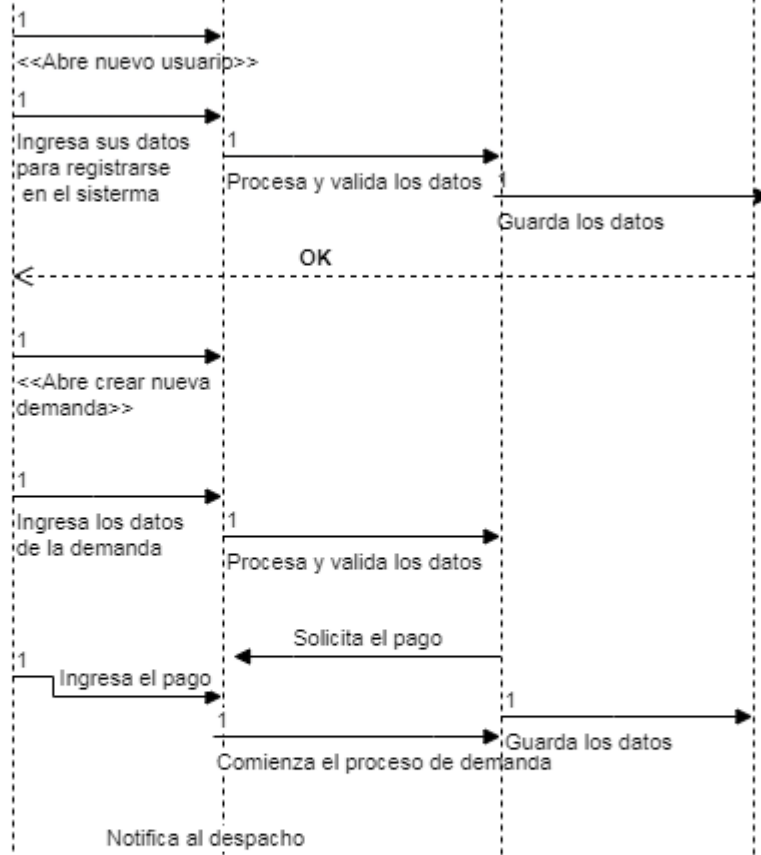 1
<<Abre nuevo usuario>>
1
Ingresa sus datos
para registrarse
en el sisterma
1
Procesa y valida los datos
1
Guarda los datos
OK
1
<<Abre crear nueva
demanda>>
1
Ingresa los datos
de la demanda
1
Procesa y valida los datos
Solicita el pago
1
Ingresa el pago
1
Guarda los datos
1
Comienza el proceso de demanda
Notifica al despacho